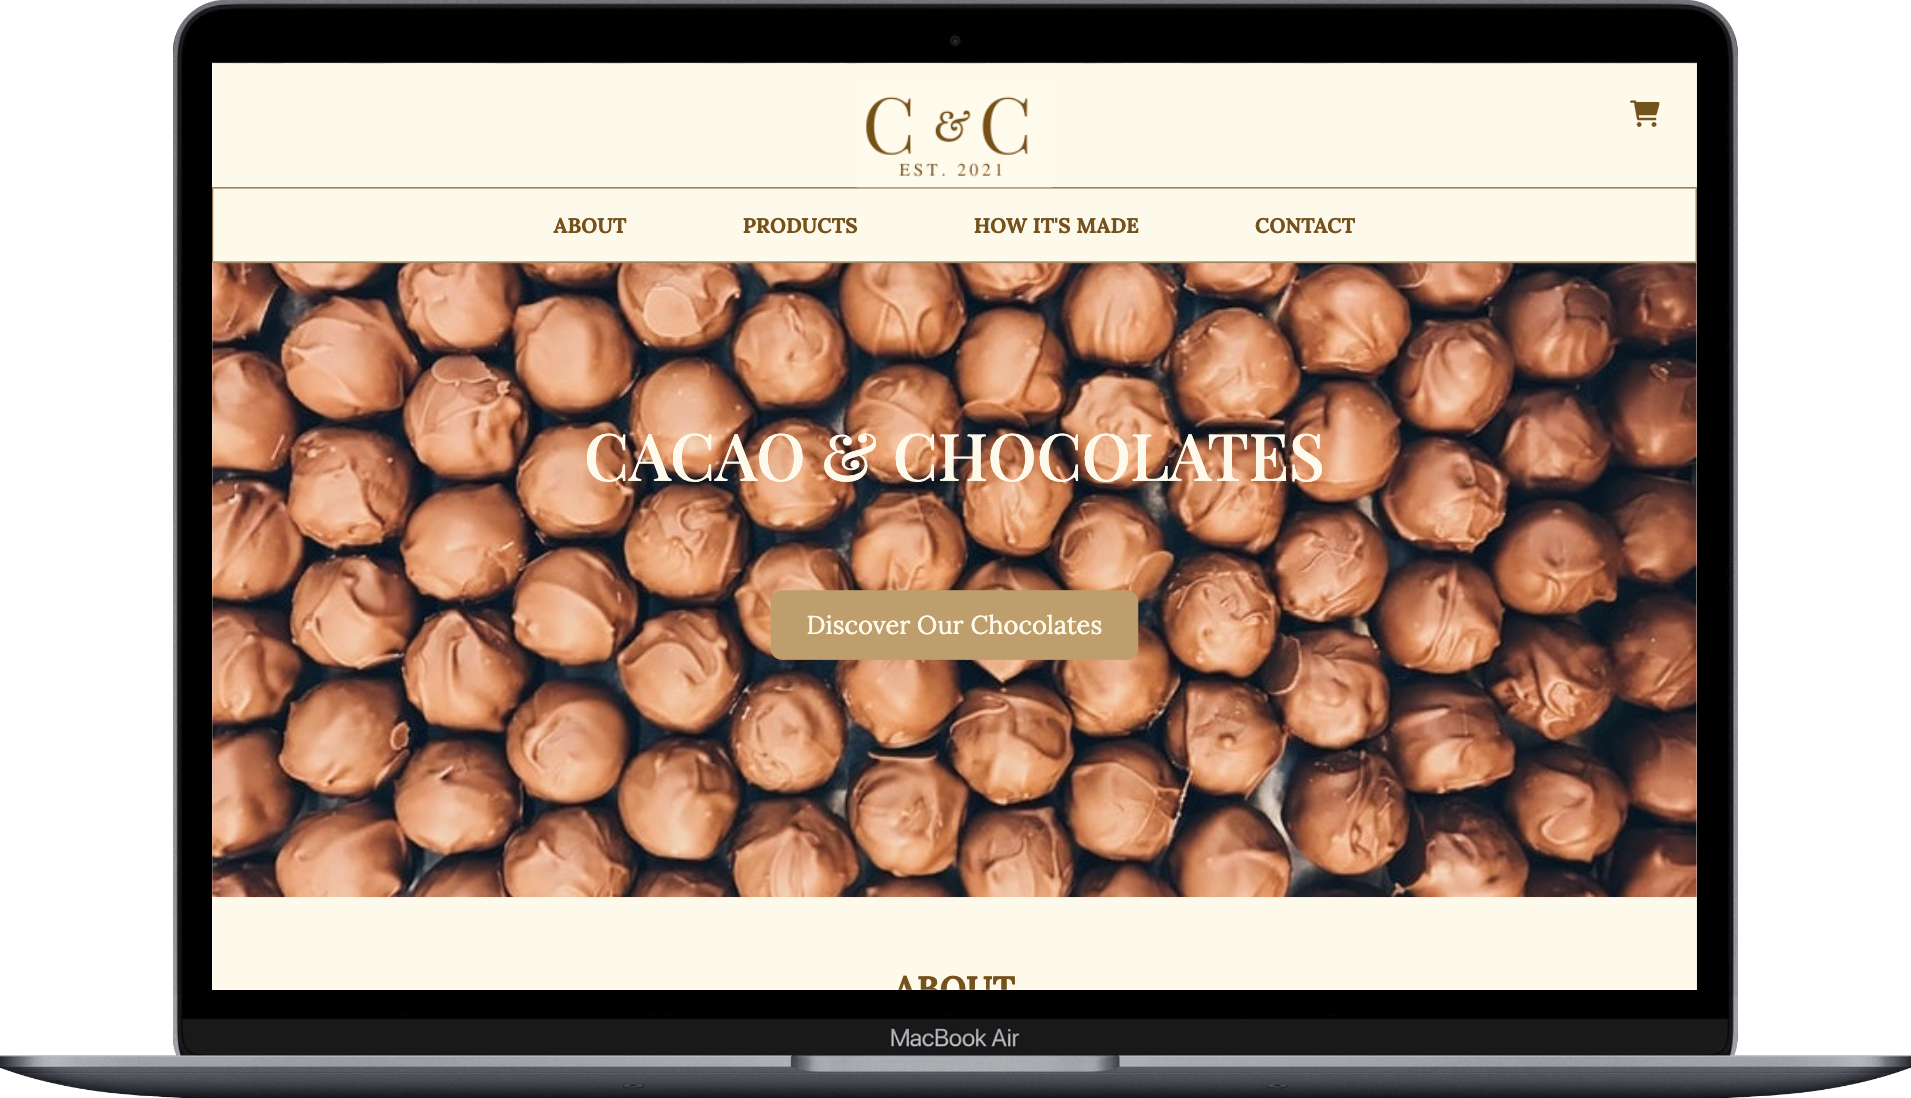 C & C
EST. 2021
ABOUT PRODUCTS HOW IT'S MADE CONTACT
CACAO & CHOCOLATES
Discover Our Chocolates
ABOUT
MacBook Air